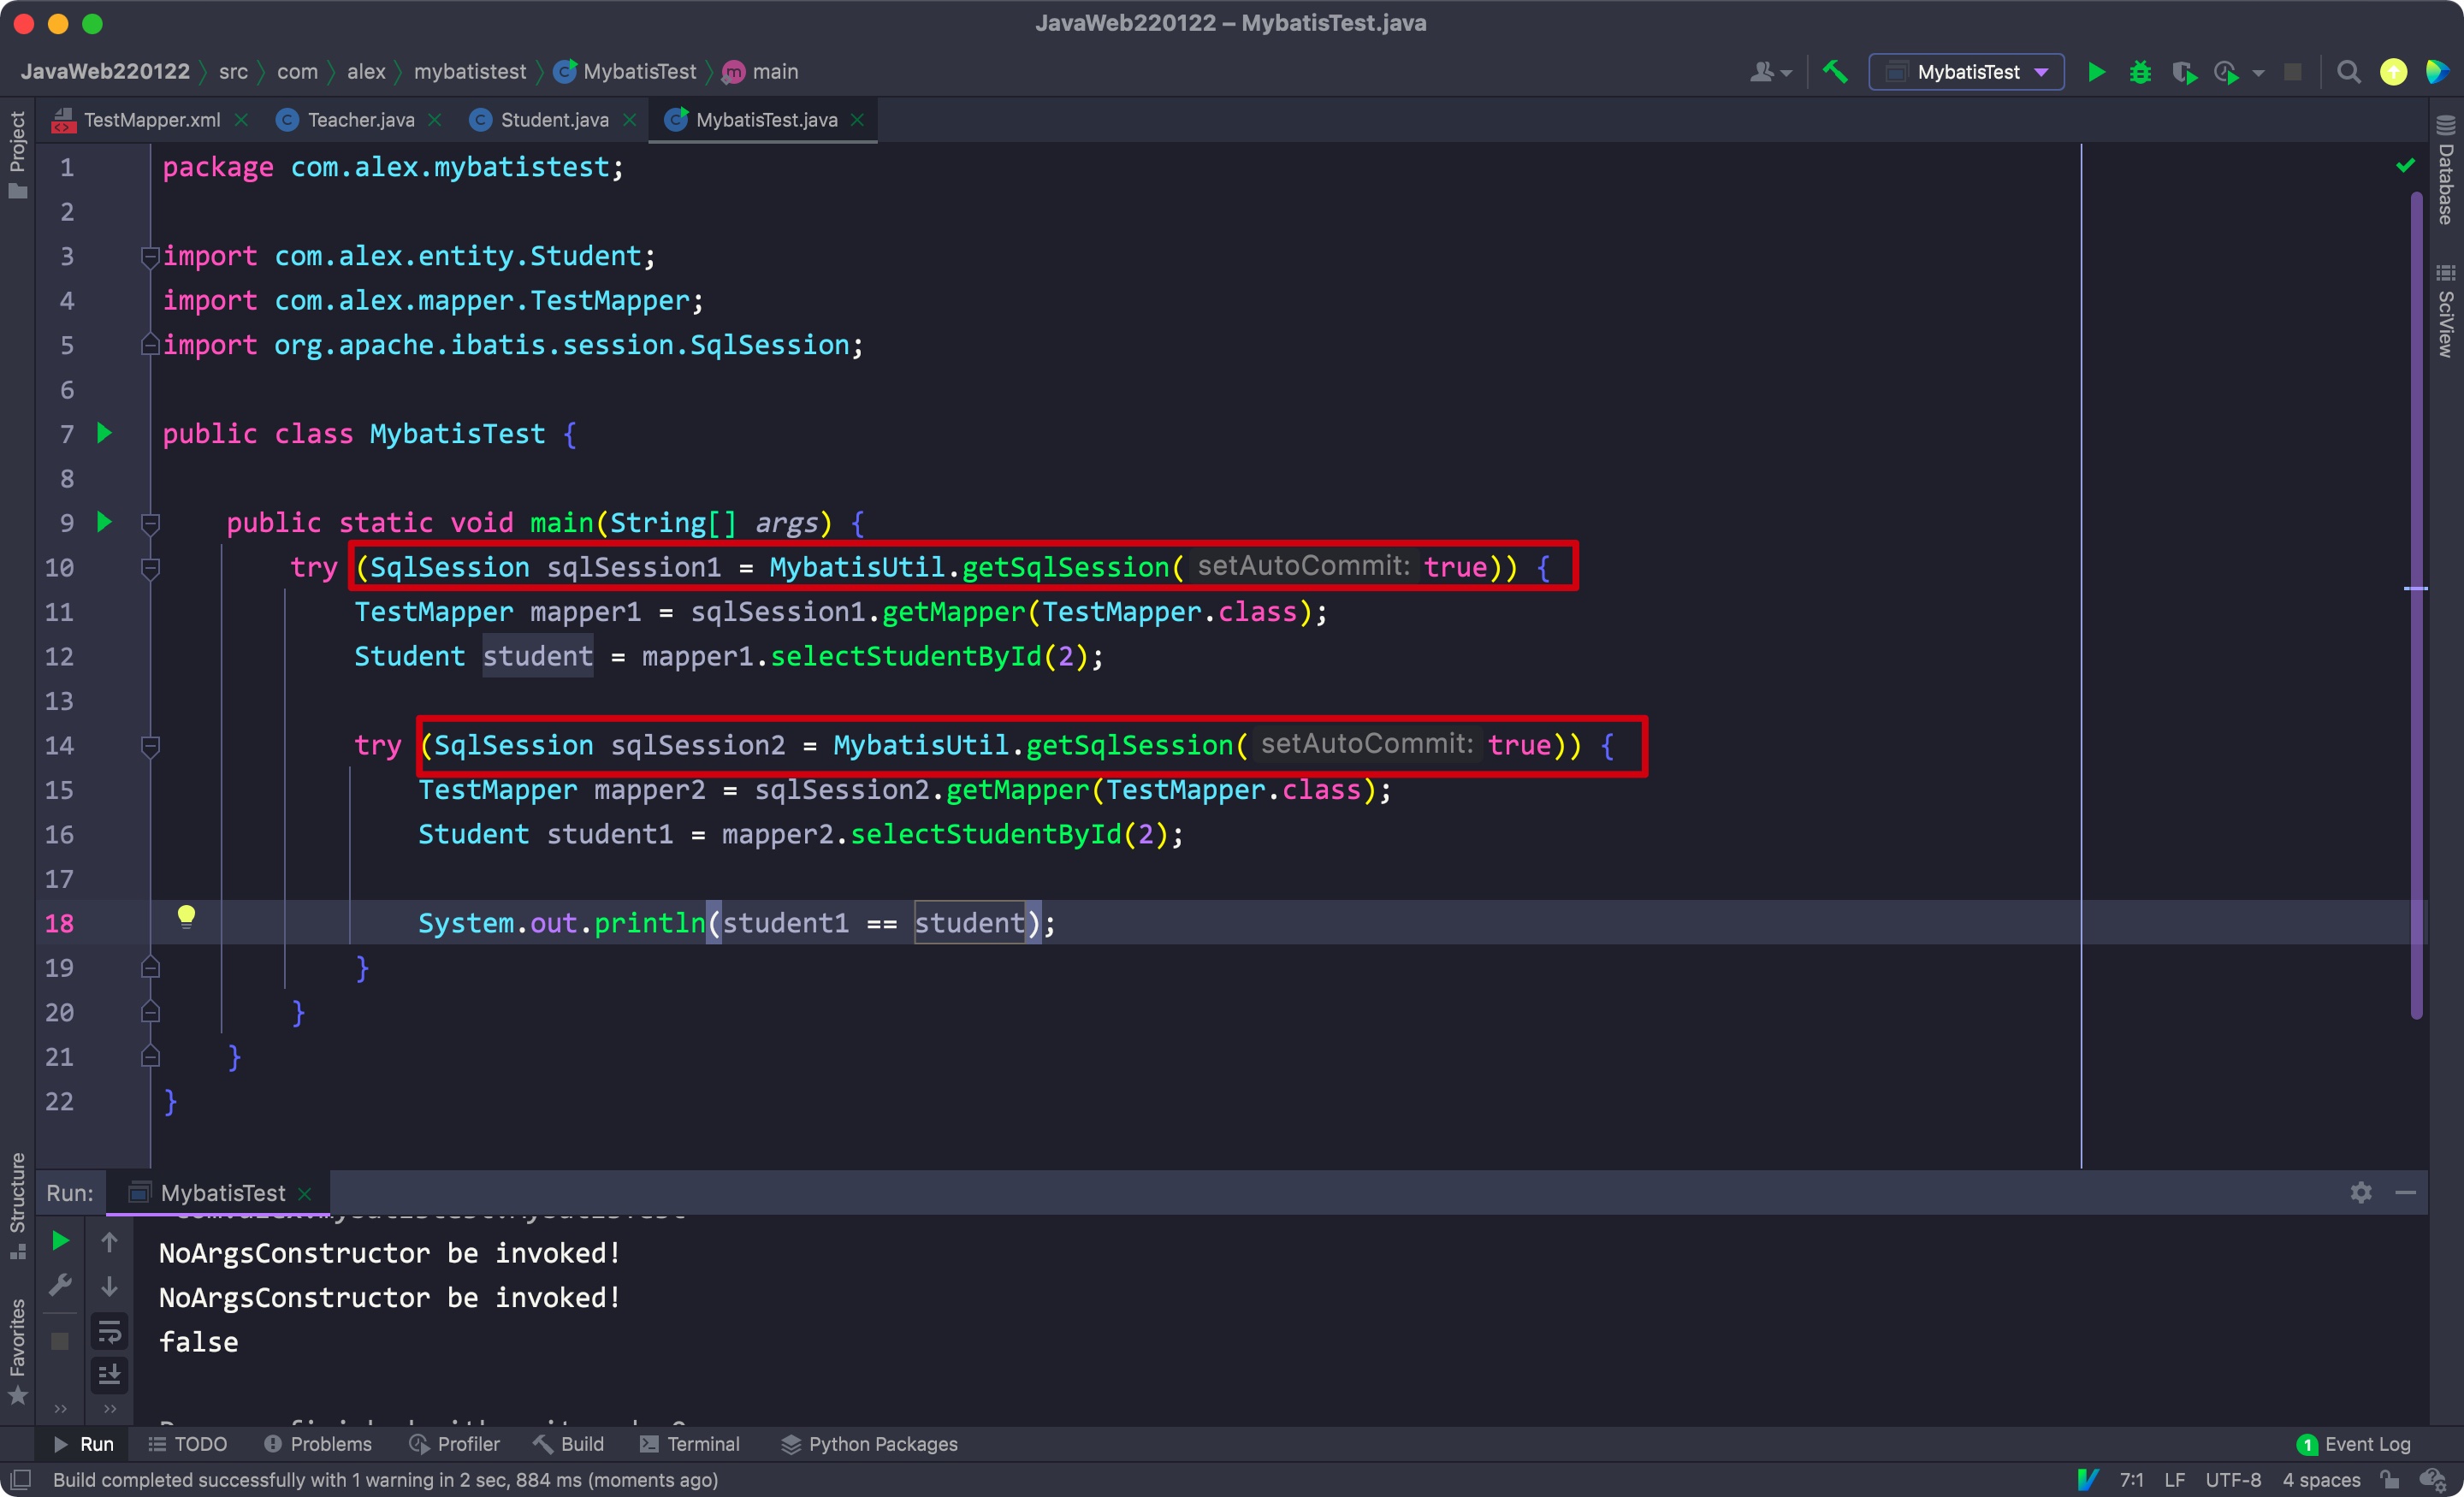 JavaWeb220122 – MybatisTest.java
JavaWeb220122 src com alex mybatistest MybatisTest main MybatisTest
TestMapper.xml Teacher.java Student.java MybatisTest.java
Project
Database
SciView
1 package com.alex.mybatistest;
2
3 import com.alex.entity.Student;
4 import com.alex.mapper.TestMapper;
5 import org.apache.ibatis.session.SqlSession;
6
7 public class MybatisTest {
8
9 public static void main(String[] args) {
10 try (SqlSession sqlSession1 = MybatisUtil.getSqlSession( setAutoCommit: true)) {
11 TestMapper mapper1 = sqlSession1.getMapper(TestMapper.class);
12 Student student = mapper1.selectStudentById(2);
13
14 try (SqlSession sqlSession2 = MybatisUtil.getSqlSession( setAutoCommit: true)) {
15 TestMapper mapper2 = sqlSession2.getMapper(TestMapper.class);
16 Student student1 = mapper2.selectStudentById(2);
17
18 System.out.println(student1 == student);
19 }
20 }
21 }
22 }
Structure
Favorites
Run: MybatisTest
NoArgsConstructor be invoked!
NoArgsConstructor be invoked!
false
Run TODO Problems Profiler Build Terminal Python Packages 1 Event Log
Build completed successfully with 1 warning in 2 sec, 884 ms (moments ago) 7:1 LF UTF-8 4 spaces